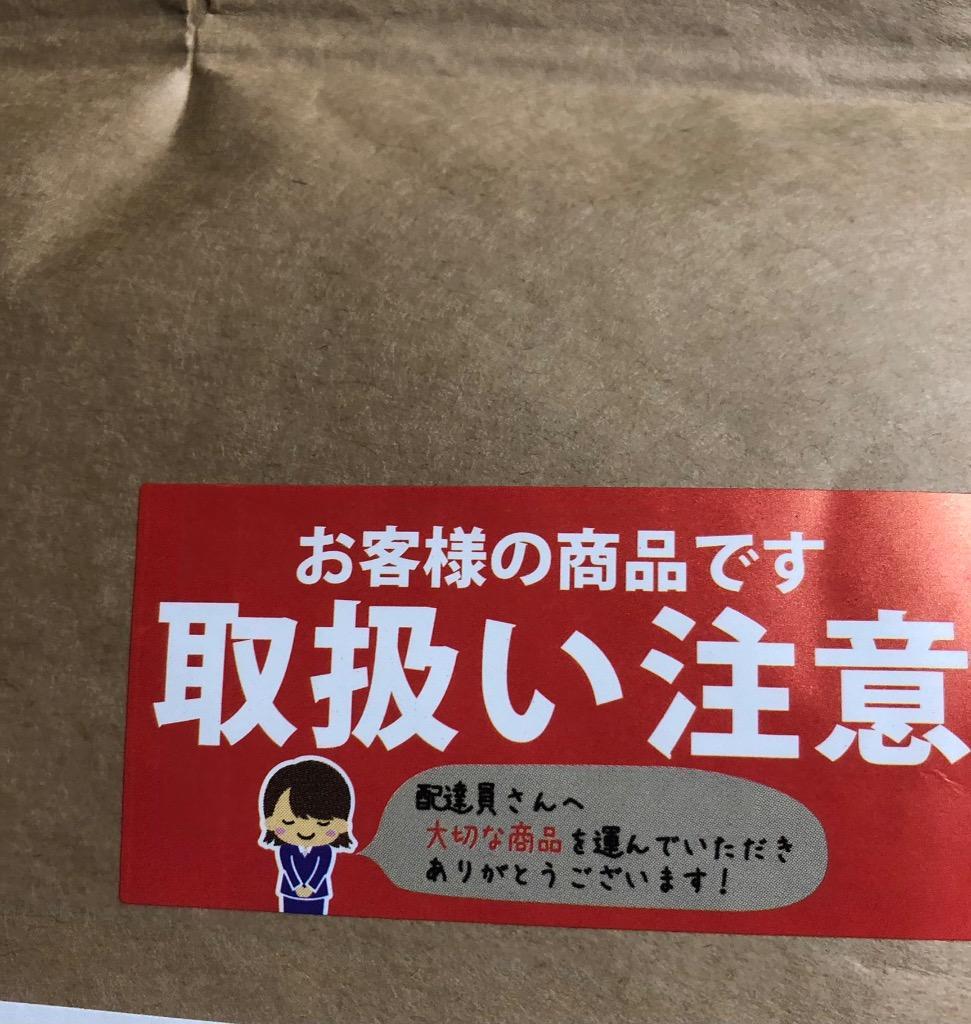 お客様の商品です
取扱い注意
配達員さんへ
大切な商品を運んでいただき
ありがとうございます！